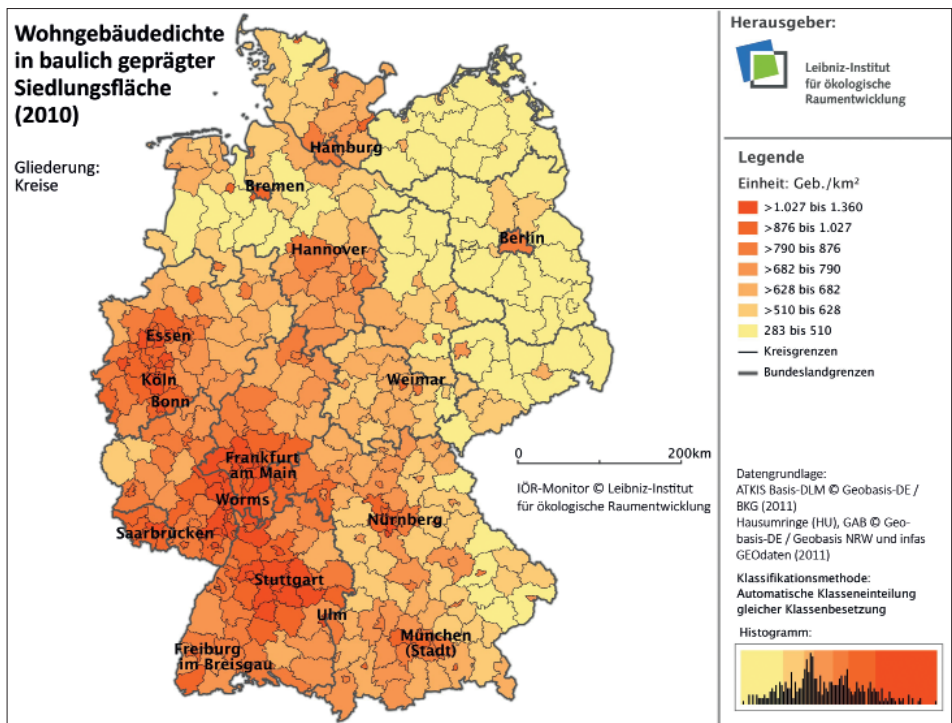 Wohngebäudedichte
in baulich geprägter
Siedlungsfläche
(2010)
Gliederung:
Kreise
Hamburg
Bremen
Berlin
Hannover
Essen
Köln
Bonn
Weimar
Frankfurt
am Main
Worms
Nürnberg
Saarbrücken
Stuttgart
Ulm
München
(Stadt)
Freiburg
im Breisgau
0 200km
IÖR-Monitor © Leibniz-Institut
für ökologische Raumentwicklung
Herausgeber:
Leibniz-Institut
für ökologische
Raumentwicklung
Legende
Einheit: Geb./km²
>1.027 bis 1.360
>876 bis 1.027
>790 bis 876
>682 bis 790
>628 bis 682
>510 bis 628
283 bis 510
Kreisgrenzen
Bundeslandgrenzen
Datengrundlage:
ATKIS Basis-DLM © Geobasis-DE /
BKG (2011)
Hausumringe (HU), GAB © Geo-
basis-DE / Geobasis NRW und infas
GEOdaten (2011)
Klassifikationsmethode:
Automatische Klasseneinteilung
gleicher Klassenbesetzung
Histogramm: